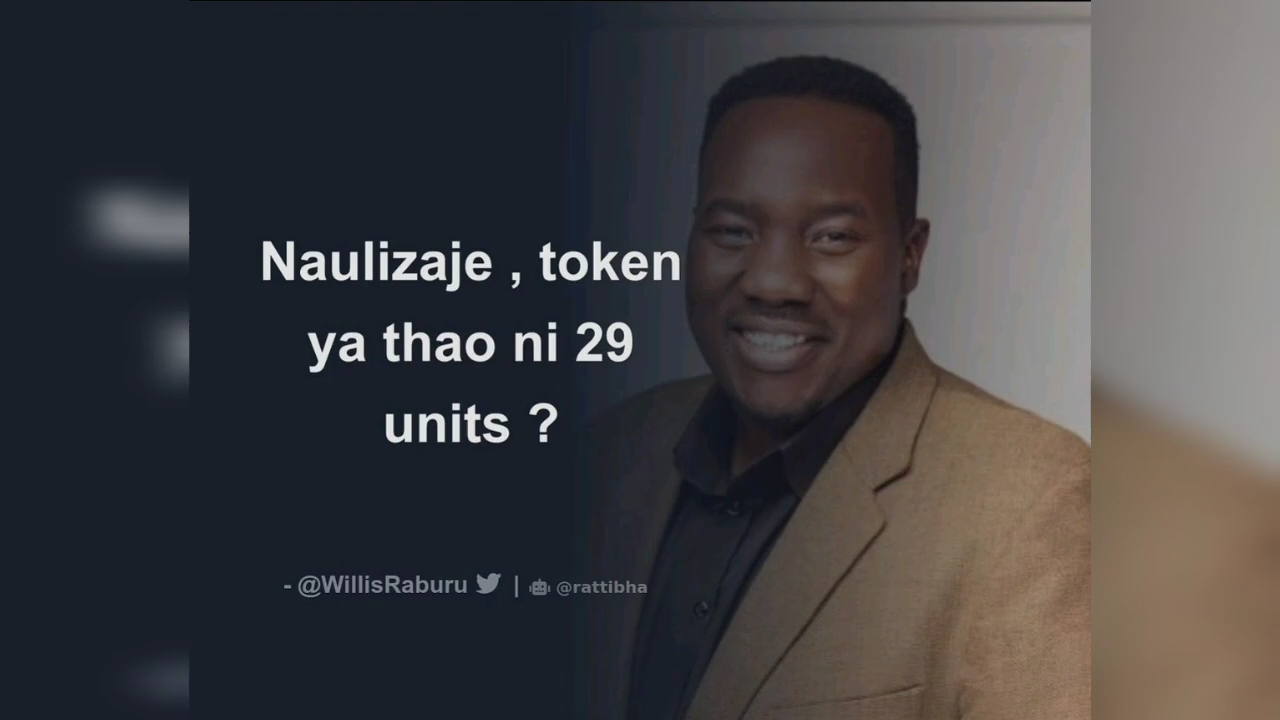 Naulizaje , token
ya thao ni 29
units ?
- @WillisRaburu | @rattibha